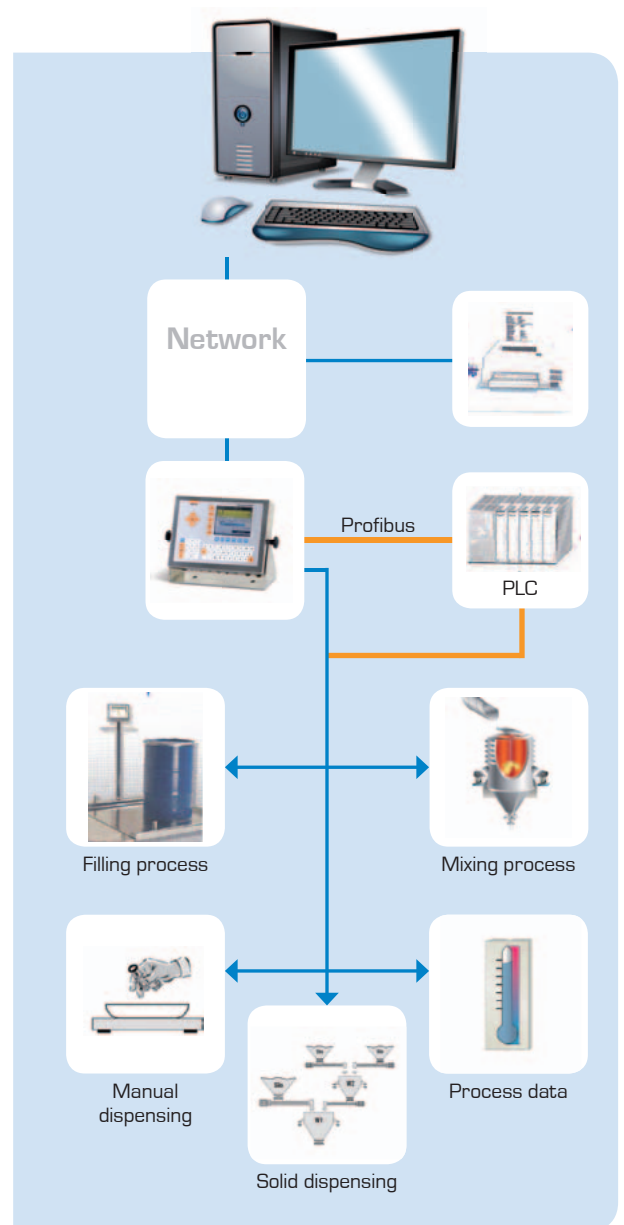 Network
Profibus
PLC
Filling process
Mixing process
Manual
dispensing
Process data
Solid dispensing